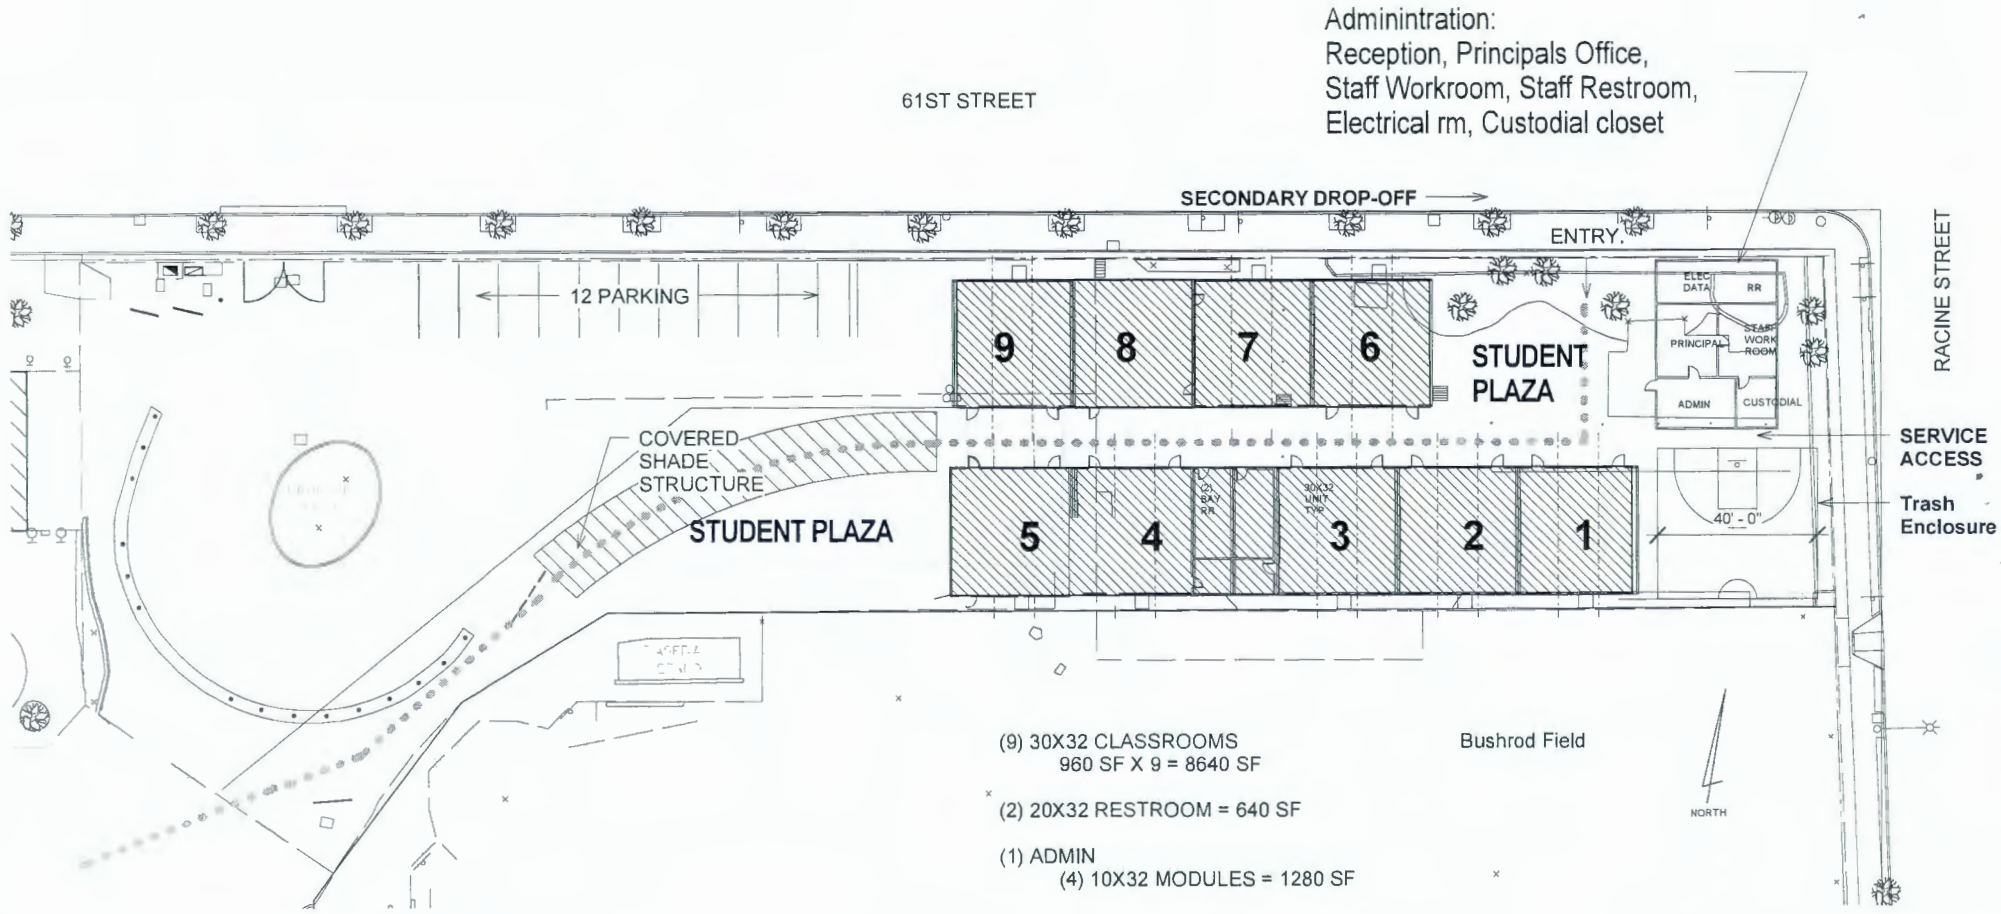 Adminintration:
Reception, Principals Office,
Staff Workroom, Staff Restroom,
Electrical rm, Custodial closet
61ST STREET
SECONDARY DROP-OFF
ENTRY.
RACINE STREET
12 PARKING
ELEC
DATA
RR
9
8
7
6
STUDENT
PLAZA
PRINCIPAL
STAFF
WORK
ROOM
ADMIN
CUSTODIAL
COVERED
SHADE
STRUCTURE
SERVICE
ACCESS
STUDENT PLAZA
5
4
(2)
BAY
RR
30X32
UNIT
TYP
3
2
1
40' - 0"
Trash
Enclosure
(9) 30X32 CLASSROOMS
960 SF X 9 = 8640 SF
(2) 20X32 RESTROOM = 640 SF
(1) ADMIN
(4) 10X32 MODULES = 1280 SF
Bushrod Field
NORTH